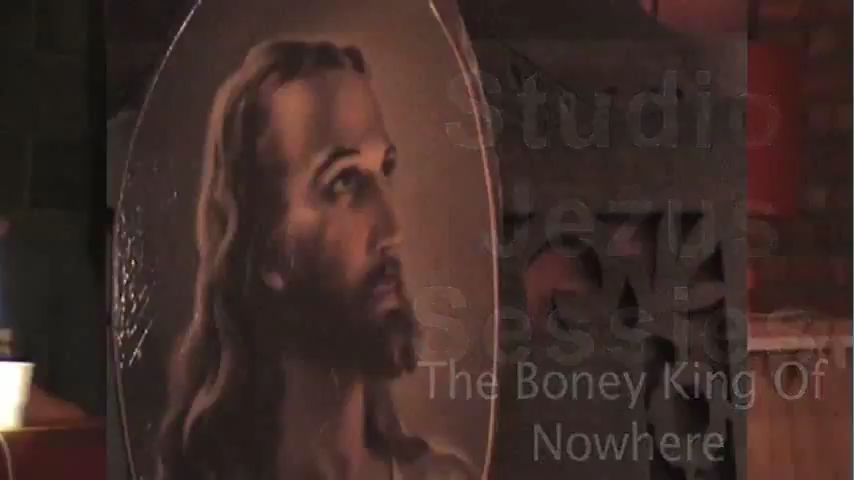 Studio
Jezus
Sessies
The Boney King Of
Nowhere